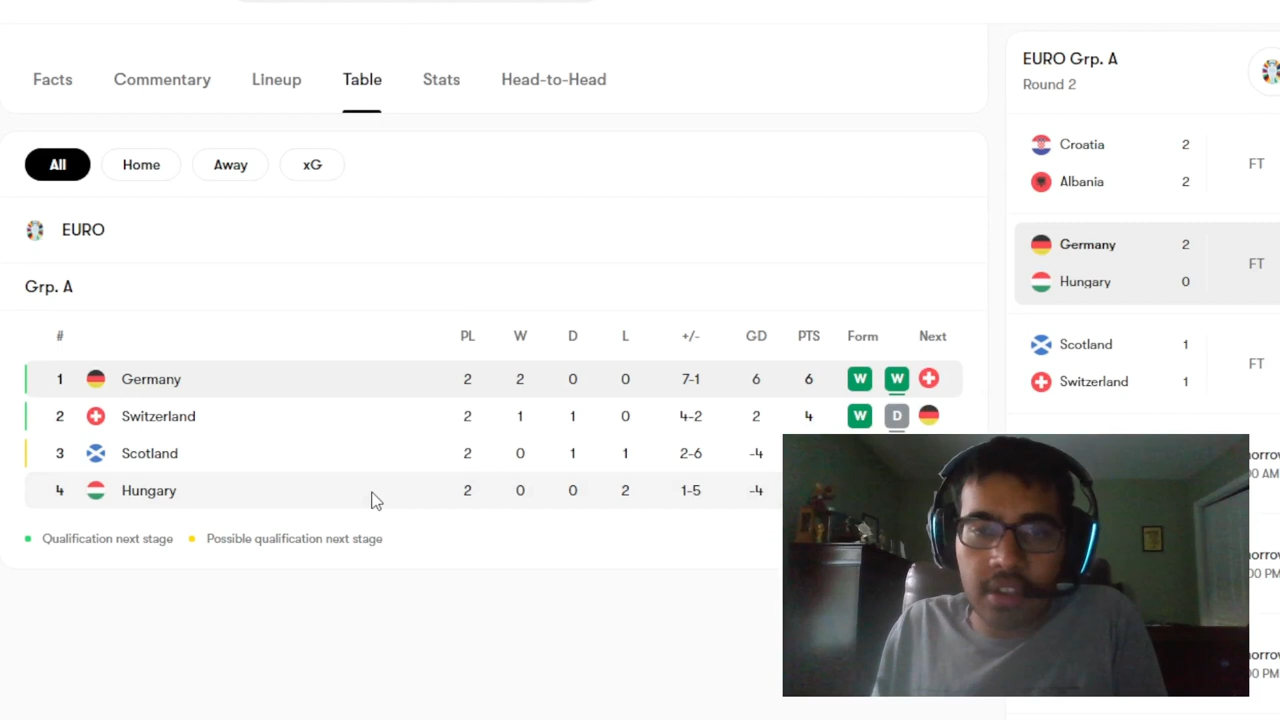 Facts Commentary Lineup Table Stats Head-to-Head
All Home Away xG
EURO
Grp. A
# PL W D L +/- GD PTS Form Next
1 Germany 2 2 0 0 7-1 6 6 W W
2 Switzerland 2 1 1 0 4-2 2 4 W D
3 Scotland 2 0 1 1 2-6 -4
4 Hungary 2 0 0 2 1-5 -4
Qualification next stage Possible qualification next stage
EURO Grp. A
Round 2
Croatia 2
FT
Albania 2
Germany 2
FT
Hungary 0
Scotland 1
FT
Switzerland 1